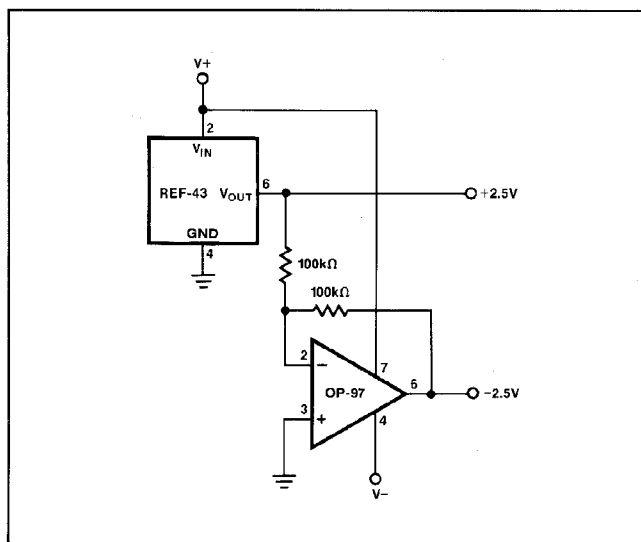 V+
2
V_IN
REF-43 V_OUT 6
+2.5V
GND
4
100kΩ
100kΩ
2 −
7
OP-97
6
−2.5V
3 +
4
V−